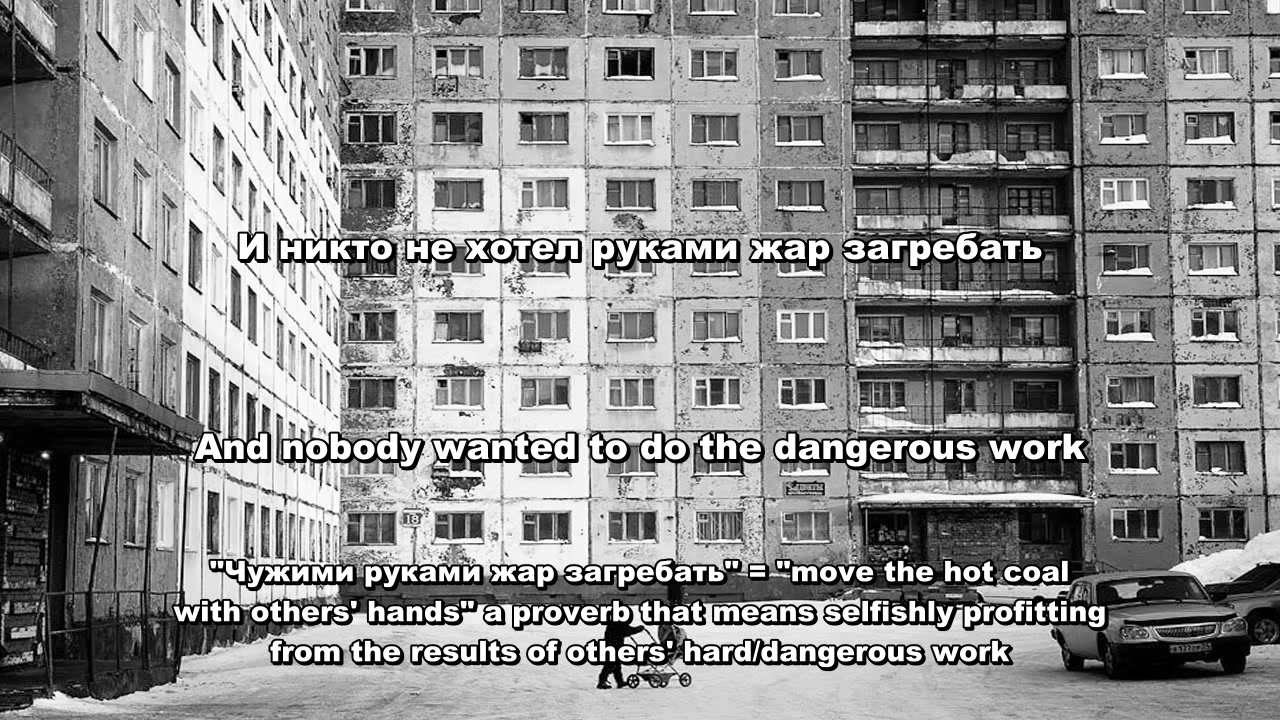 И никто не хотел руками жар загребать
And nobody wanted to do the dangerous work
18
"Чужими руками жар загребать" = "move the hot coal
with others' hands" a proverb that means selfishly profitting
from the results of others' hard/dangerous work